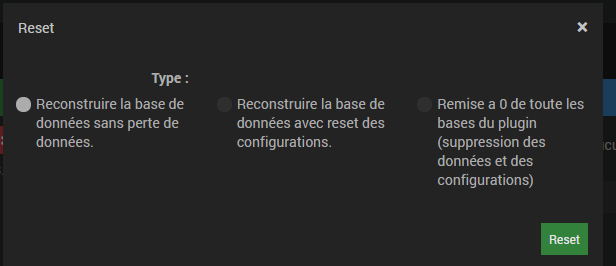 Reset
×
Type :
Reconstruire la base de
données sans perte de
données.
Reconstruire la base de
données avec reset des
configurations.
Remise a 0 de toute les
bases du plugin
(suppression des
données et des
configurations)
Reset